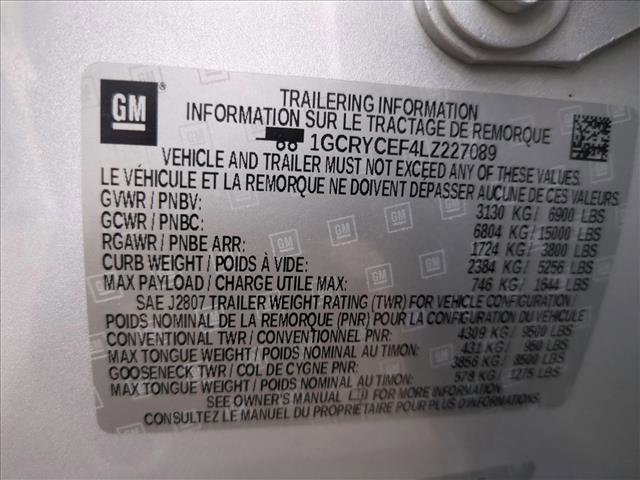 GM ®
TRAILERING INFORMATION
INFORMATION SUR LE TRACTAGE DE REMORQUE
1GCRYCEF4LZ227089
VEHICLE AND TRAILER MUST NOT EXCEED ANY OF THESE VALUES
LE VÉHICULE ET LA REMORQUE NE DOIVENT DÉPASSER AUCUNE DE CES VALEURS
GVWR / PNBV: 3130 KG / 6900 LBS
GCWR / PNBC: 6804 KG / 15000 LBS
RGAWR / PNBE ARR: 1724 KG / 3800 LBS
CURB WEIGHT / POIDS À VIDE: 2384 KG / 5256 LBS
MAX PAYLOAD / CHARGE UTILE MAX: 746 KG / 1644 LBS
SAE J2807 TRAILER WEIGHT RATING (TWR) FOR VEHICLE CONFIGURATION /
POIDS NOMINAL DE LA REMORQUE (PNR) POUR LA CONFIGURATION DU VÉHICULE
CONVENTIONAL TWR / CONVENTIONNEL PNR: 4309 KG / 9500 LBS
MAX TONGUE WEIGHT / POIDS NOMINAL AU TIMON: 431 KG / 950 LBS
GOOSENECK TWR / COL DE CYGNE PNR: 3856 KG / 8500 LBS
MAX TONGUE WEIGHT / POIDS NOMINAL AU TIMON: 578 KG / 1275 LBS
SEE OWNER'S MANUAL FOR MORE INFORMATION /
CONSULTEZ LE MANUEL DU PROPRIÉTAIRE POUR PLUS D'INFORMATION